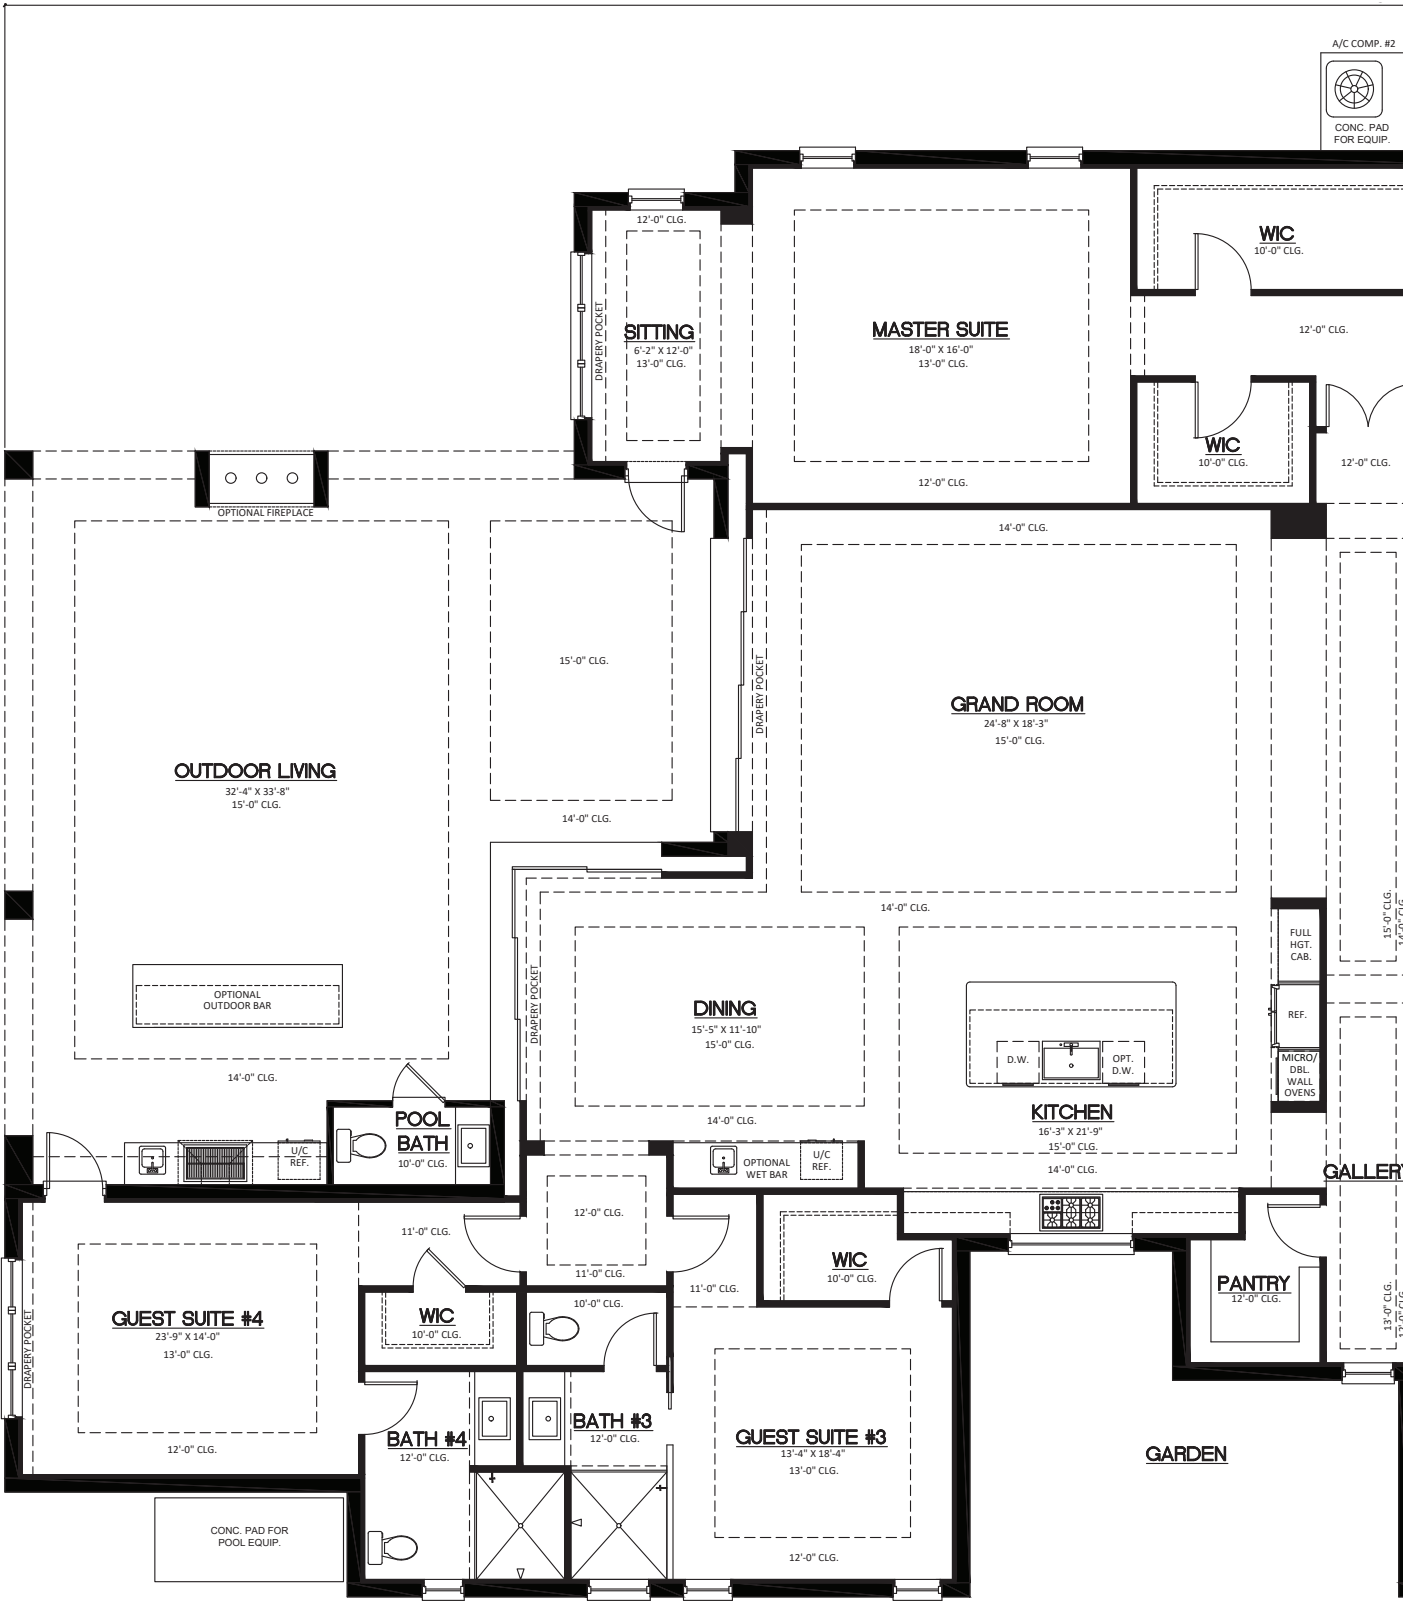 A/C COMP. #2
CONC. PAD
FOR EQUIP.
12'-0" CLG.
WIC
10'-0" CLG.
DRAPERY POCKET
SITTING
6'-2" X 12'-0"
13'-0" CLG.
MASTER SUITE
18'-0" X 16'-0"
13'-0" CLG.
12'-0" CLG.
12'-0" CLG.
WIC
10'-0" CLG.
12'-0" CLG.
OPTIONAL FIREPLACE
14'-0" CLG.
15'-0" CLG.
DRAPERY POCKET
GRAND ROOM
24'-8" X 18'-3"
15'-0" CLG.
OUTDOOR LIVING
32'-4" X 33'-8"
15'-0" CLG.
14'-0" CLG.
14'-0" CLG.
15'-0" CLG.
14'-0" CLG.
FULL
HGT.
CAB.
DRAPERY POCKET
OPTIONAL
OUTDOOR BAR
DINING
15'-5" X 11'-10"
15'-0" CLG.
REF.
D.W.
OPT.
D.W.
MICRO/
DBL.
WALL
OVENS
14'-0" CLG.
POOL
BATH
10'-0" CLG.
14'-0" CLG.
KITCHEN
16'-3" X 21'-9"
15'-0" CLG.
14'-0" CLG.
U/C
REF.
OPTIONAL
WET BAR
U/C
REF.
GALLERY
11'-0" CLG.
12'-0" CLG.
11'-0" CLG.
11'-0" CLG.
WIC
10'-0" CLG.
PANTRY
12'-0" CLG.
13'-0" CLG.
12'-0" CLG.
DRAPERY POCKET
GUEST SUITE #4
23'-9" X 14'-0"
13'-0" CLG.
WIC
10'-0" CLG.
10'-0" CLG.
12'-0" CLG.
BATH #4
12'-0" CLG.
BATH #3
12'-0" CLG.
GUEST SUITE #3
13'-4" X 18'-4"
13'-0" CLG.
GARDEN
CONC. PAD FOR
POOL EQUIP.
12'-0" CLG.